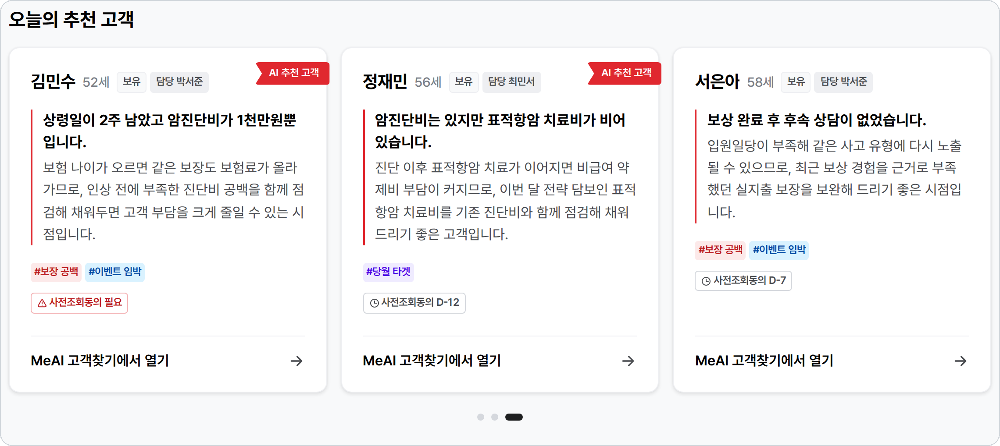 오늘의 추천 고객
김민수 52세 보유 담당 박서준 AI 추천 고객
상령일이 2주 남았고 암진단비가 1천만원뿐
입니다.
보험 나이가 오르면 같은 보장도 보험료가 올라
가므로, 인상 전에 부족한 진단비 공백을 함께 점
검해 채워두면 고객 부담을 크게 줄일 수 있는 시
점입니다.
#보장 공백 #이벤트 임박
사전조회동의 필요
MeAI 고객찾기에서 열기
정재민 56세 보유 담당 최민서 AI 추천 고객
암진단비는 있지만 표적항암 치료비가 비어
있습니다.
진단 이후 표적항암 치료가 이어지면 비급여 약
제비 부담이 커지므로, 이번 달 전략 담보인 표적
항암 치료비를 기존 진단비와 함께 점검해 채워
드리기 좋은 고객입니다.
#당월 타겟
사전조회동의 D-12
MeAI 고객찾기에서 열기
서은아 58세 보유 담당 박서준
보상 완료 후 후속 상담이 없었습니다.
입원일당이 부족해 같은 사고 유형에 다시 노출
될 수 있으므로, 최근 보상 경험을 근거로 부족
했던 실지출 보장을 보완해 드리기 좋은 시점입
니다.
#보장 공백 #이벤트 임박
사전조회동의 D-7
MeAI 고객찾기에서 열기